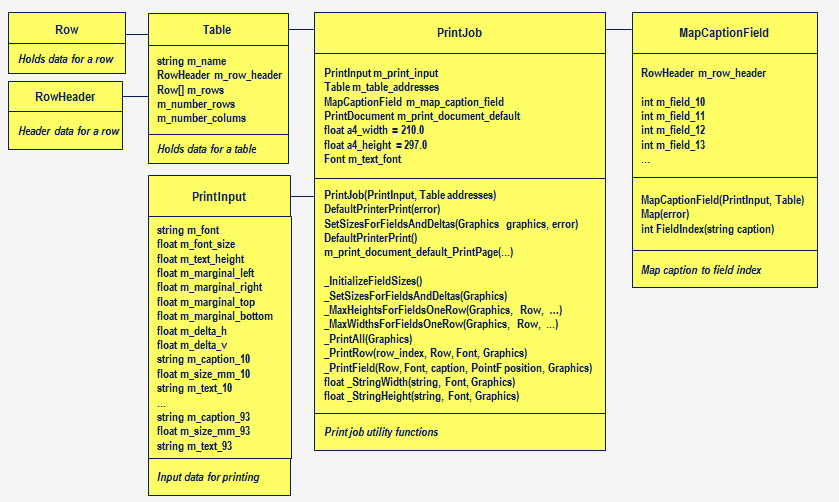 Row
Holds data for a row
RowHeader
Header data for a row
Table
string m_name
RowHeader m_row_header
Row[] m_rows
m_number_rows
m_number_colums
Holds data for a table
PrintInput
string m_font
float m_font_size
float m_text_height
float m_marginal_left
float m_marginal_right
float m_marginal_top
float m_marginal_bottom
float m_delta_h
float m_delta_v
string m_caption_10
float m_size_mm_10
string m_text_10
...
string m_caption_93
float m_size_mm_93
string m_text_93
Input data for printing
PrintJob
PrintInput m_print_input
Table m_table_addresses
MapCaptionField m_map_caption_field
PrintDocument m_print_document_default
float a4_width = 210.0
float a4_height = 297.0
Font m_text_font
PrintJob(PrintInput, Table addresses)
DefaultPrinterPrint(error)
SetSizesForFieldsAndDeltas(Graphics graphics, error)
DefaultPrinterPrint()
m_print_document_default_PrintPage(...)
_InitializeFieldSizes()
_SetSizesForFieldsAndDeltas(Graphics)
_MaxHeightsForFieldsOneRow(Graphics, Row, ...)
_MaxWidthsForFieldsOneRow(Graphics, Row, ...)
_PrintAll(Graphics)
_PrintRow(row_index, Row, Font, Graphics)
_PrintField(Row, Font, caption, PointF position, Graphics)
float _StringWidth(string, Font, Graphics)
float _StringHeight(string, Font, Graphics)
Print job utility functions
MapCaptionField
RowHeader m_row_header
int m_field_10
int m_field_11
int m_field_12
int m_field_13
...
MapCaptionField(PrintInput, Table)
Map(error)
int FieldIndex(string caption)
Map caption to field index